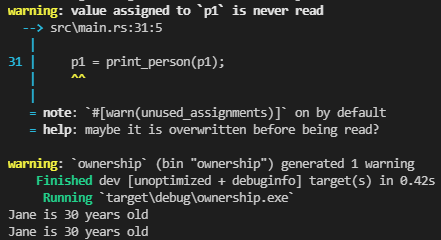 warning: value assigned to `p1` is never read
  --> src\main.rs:31:5
   |
31 |     p1 = print_person(p1);
   |     ^^
   |
   = note: `#[warn(unused_assignments)]` on by default
   = help: maybe it is overwritten before being read?
warning: `ownership` (bin "ownership") generated 1 warning
    Finished dev [unoptimized + debuginfo] target(s) in 0.42s
     Running `target\debug\ownership.exe`
Jane is 30 years old
Jane is 30 years old